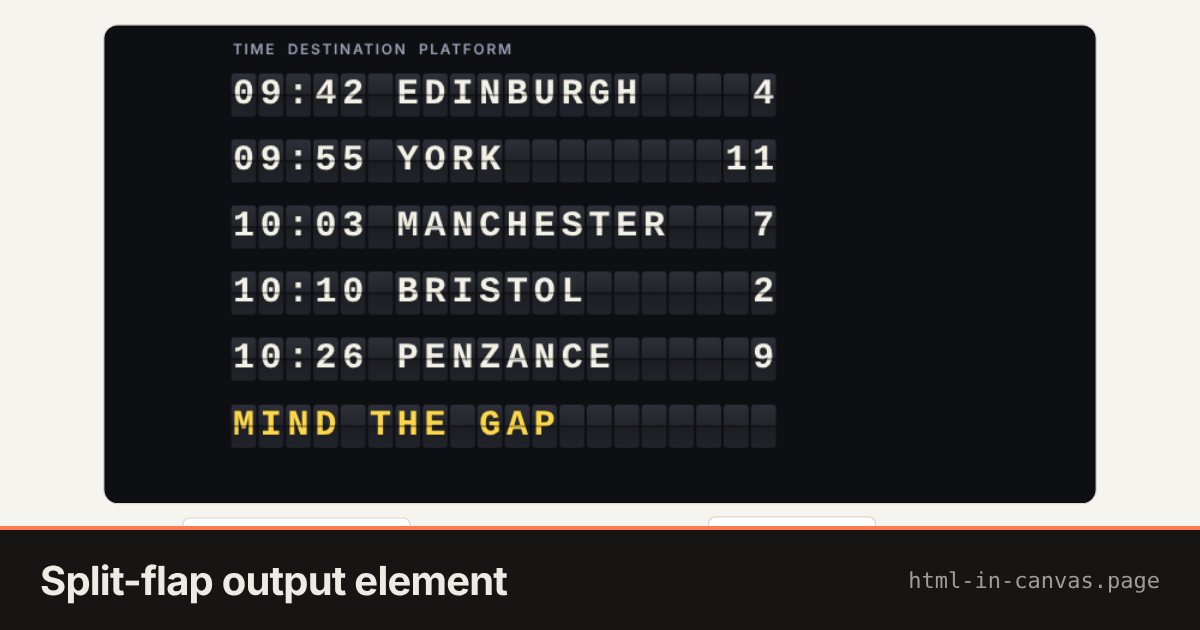 TIME DESTINATION PLATFORM
09:42 EDINBURGH 4
09:55 YORK 11
10:03 MANCHESTER 7
10:10 BRISTOL 2
10:26 PENZANCE 9
MIND THE GAP
Split-flap output element
html-in-canvas.page